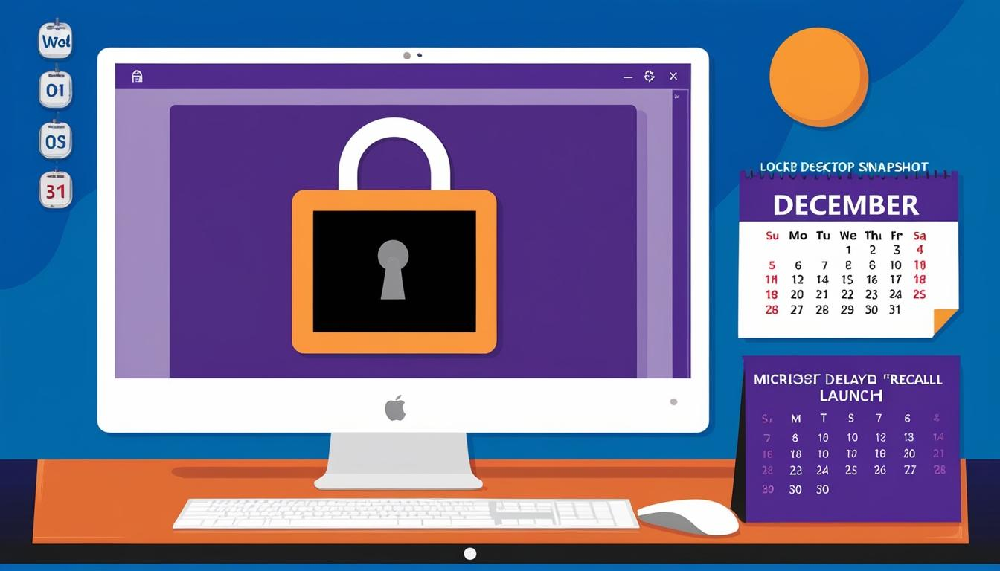 Wol
01
OS
31
LOCKB DESKTOP SNAPSHOT
DECEMBER
Su Mo Tu We Thu Fr Sa
1 2 3 4
5 6 7 8 8 10 10
11 12 14 15 16 17 18
18 20 21 22 23 24 25
26 27 28 29 30 31
MICRIOST DELAYD "RECALLL
LAUNCH
S M T S 7 6
7 8 10 10 12 13 14
16 18 10 10 18 20 21
28 23 24 25 26 27 28
30 30 30